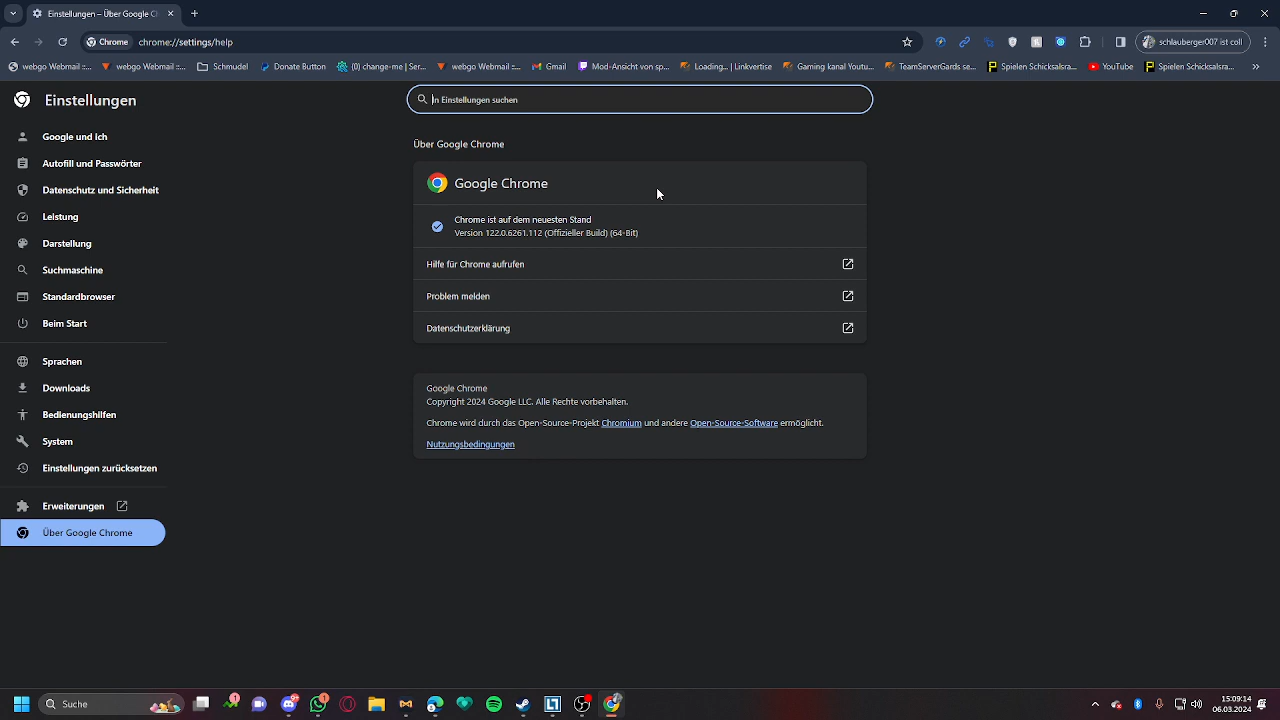 Einstellungen – Über Google C
Chrome
chrome://settings/help
schlauberger007 ist coll
webgo Webmail ::...
webgo Webmail ::...
Schmudel
Donate Button
(0) change-me | Ser...
webgo Webmail ::...
Gmail
Mod-Ansicht von sp...
Loading... | Linkvertise
Gaming kanal Youtu...
TeamServerGards se...
Spielen Schicksalsra...
YouTube
Spielen Schicksalsra...
Einstellungen
In Einstellungen suchen
Google und ich
Autofill und Passwörter
Datenschutz und Sicherheit
Leistung
Darstellung
Suchmaschine
Standardbrowser
Beim Start
Sprachen
Downloads
Bedienungshilfen
System
Einstellungen zurücksetzen
Erweiterungen
Über Google Chrome
Über Google Chrome
Google Chrome
Chrome ist auf dem neuesten Stand
Version 122.0.6261.112 (Offizieller Build) (64-Bit)
Hilfe für Chrome aufrufen
Problem melden
Datenschutzerklärung
Google Chrome
Copyright 2024 Google LLC. Alle Rechte vorbehalten.
Chrome wird durch das Open-Source-Projekt Chromium und andere Open-Source-Software ermöglicht.
Nutzungsbedingungen
Suche
15:09:14
06.03.2024